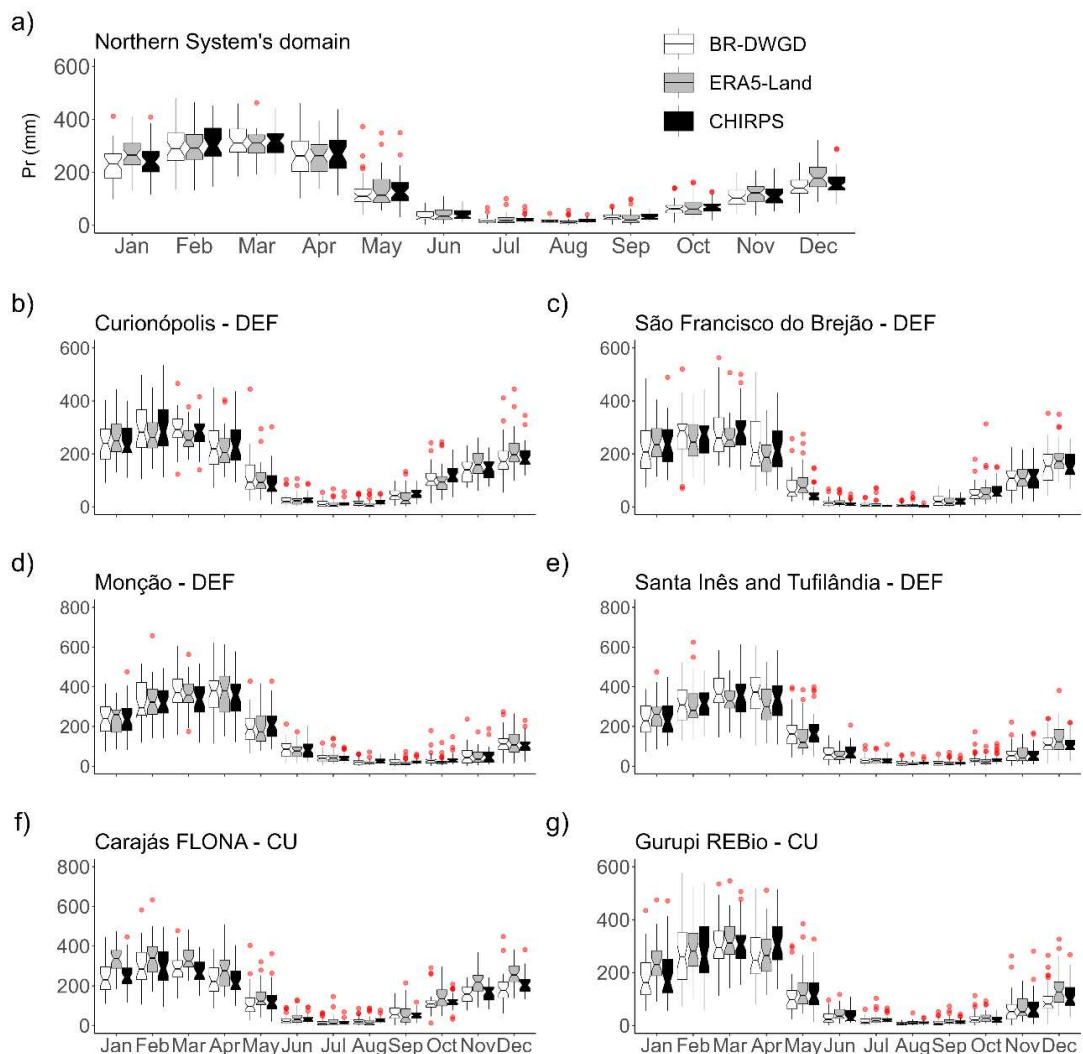 a)
Northern System's domain
BR-DWGD
ERA5-Land
CHIRPS
Pr (mm)
600
400
200
0
Jan Feb Mar Apr May Jun Jul Aug Sep Oct Nov Dec
b)
Curionópolis - DEF
600
400
200
0
c)
São Francisco do Brejão - DEF
600
400
200
0
d)
Monção - DEF
800
600
400
200
0
e)
Santa Inês and Tufilândia - DEF
800
600
400
200
0
f)
Carajás FLONA - CU
800
600
400
200
0
Jan Feb Mar Apr May Jun Jul Aug Sep Oct Nov Dec
g)
Gurupi REBio - CU
600
400
200
0
Jan Feb Mar Apr May Jun Jul Aug Sep Oct Nov Dec